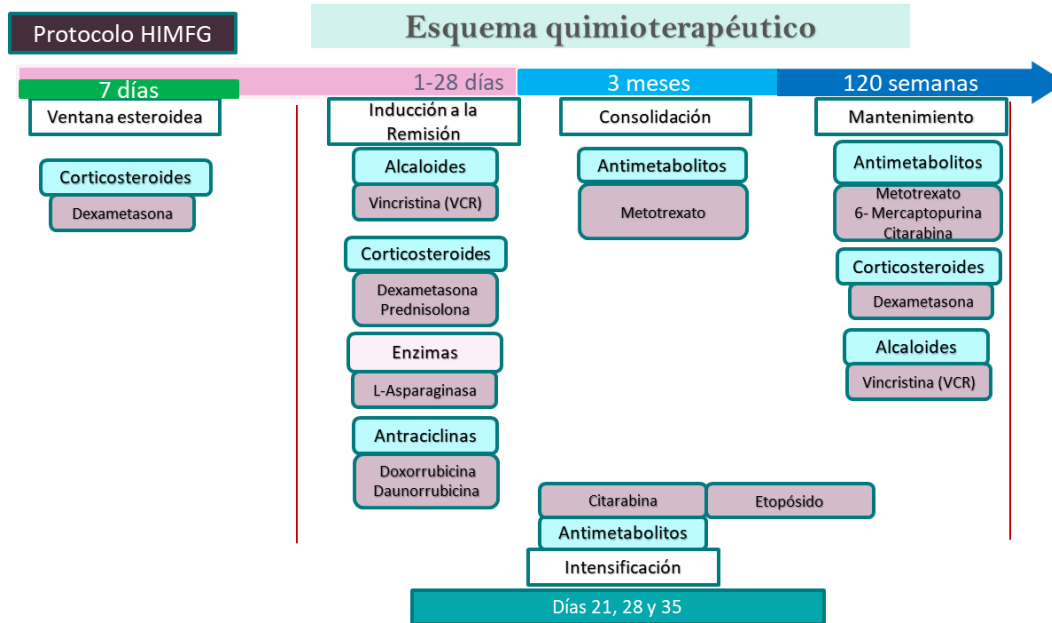 Protocolo HIMFG
Esquema quimioterapéutico
7 días
1-28 días
3 meses
120 semanas
Ventana esteroidea
Corticosteroides
Dexametasona
Inducción a la
Remisión
Alcaloides
Vincristina (VCR)
Corticosteroides
Dexametasona
Prednisolona
Enzimas
L-Asparaginasa
Antraciclinas
Doxorrubicina
Daunorrubicina
Consolidación
Antimetabolitos
Metotrexato
Mantenimiento
Antimetabolitos
Metotrexato
6- Mercaptopurina
Citarabina
Corticosteroides
Dexametasona
Alcaloides
Vincristina (VCR)
Citarabina
Etopósido
Antimetabolitos
Intensificación
Días 21, 28 y 35